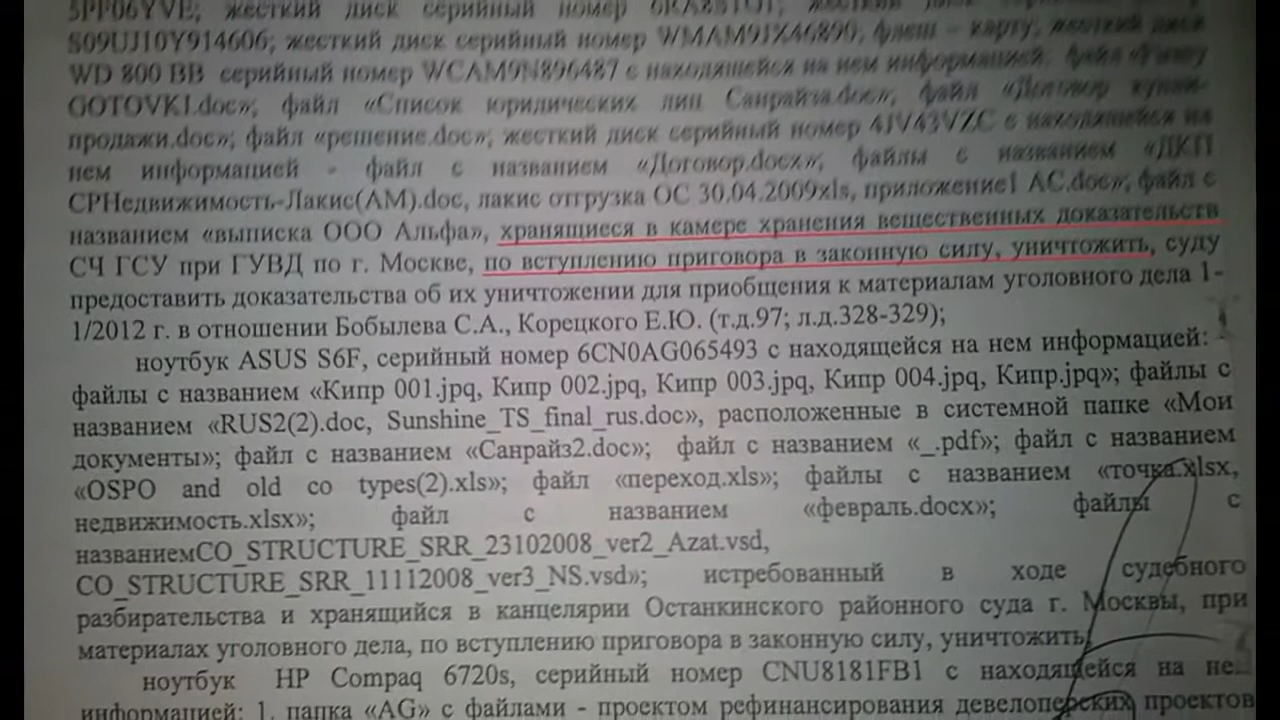 5PF06YVE; жесткий диск серийный номер
S09UJ10Y914606; жесткий диск серийный номер WMAM9JX46890; флеш – карту; жесткий диск
WD 800 BB серийный номер WCAM9N896487 с находящейся на нем информацией: файл
GOTOVKI.doc»; файл «Список юридических лиц Санрайза.doc»; файл «Договор купли-
продажи.doc»; файл «решение.doc»; жесткий диск серийный номер 4JV43VZC с находящейся на
нем информацией - файл с названием «Договор.docx»; файлы с названием «ДКП
СРНедвижимость-Лакис(АМ).doc, лакис отгрузка ОС 30.04.2009xls, приложение1 АС.doc»; файл с
названием «выписка ООО Альфа», хранящиеся в камере хранения вещественных доказательств
СЧ ГСУ при ГУВД по г. Москве, по вступлению приговора в законную силу, уничтожить, суду
предоставить доказательства об их уничтожении для приобщения к материалам уголовного дела 1-
1/2012 г. в отношении Бобылева С.А., Корецкого Е.Ю. (т.д.97; л.д.328-329);
ноутбук ASUS S6F, серийный номер 6CN0AG065493 с находящейся на нем информацией:
файлы с названием «Кипр 001.jpq, Кипр 002.jpq, Кипр 003.jpq, Кипр 004.jpq, Кипр.jpq»; файлы с
названием «RUS2(2).doc, Sunshine_TS_final_rus.doc», расположенные в системной папке «Мои
документы»; файл с названием «Санрайз2.doc»; файл с названием «_.pdf»; файл с названием
«OSPO and old co types(2).xls»; файл «переход.xls»; файлы с названием «точка.xlsx,
недвижимость.xlsx»; файл с названием «февраль.docx»; файлы с
названиемCO_STRUCTURE_SRR_23102008_ver2_Azat.vsd,
CO_STRUCTURE_SRR_11112008_ver3_NS.vsd»; истребованный в ходе судебного
разбирательства и хранящийся в канцелярии Останкинского районного суда г. Москвы, при
материалах уголовного дела, по вступлению приговора в законную силу, уничтожить;
ноутбук HP Compaq 6720s, серийный номер CNU8181FB1 с находящейся на не
информацией: 1. папка «AG» с файлами - проектом рефинансирования девелоперских проектов